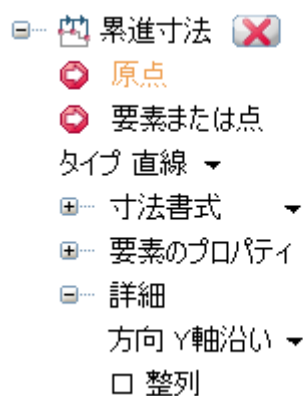 累進寸法
原点
要素または点
タイプ 直線
寸法書式
要素のプロパティ
詳細
方向 Y軸沿い
整列